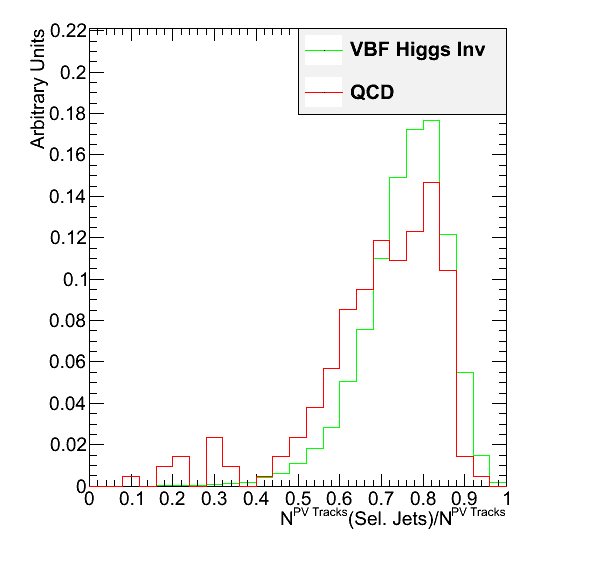 0.22
0.2
0.18
0.16
0.14
0.12
0.1
0.08
0.06
0.04
0.02
0
Arbitrary Units
VBF Higgs Inv
QCD
0 0.1 0.2 0.3 0.4 0.5 0.6 0.7 0.8 0.9 1
N^PV Tracks(Sel. Jets)/N^PV Tracks